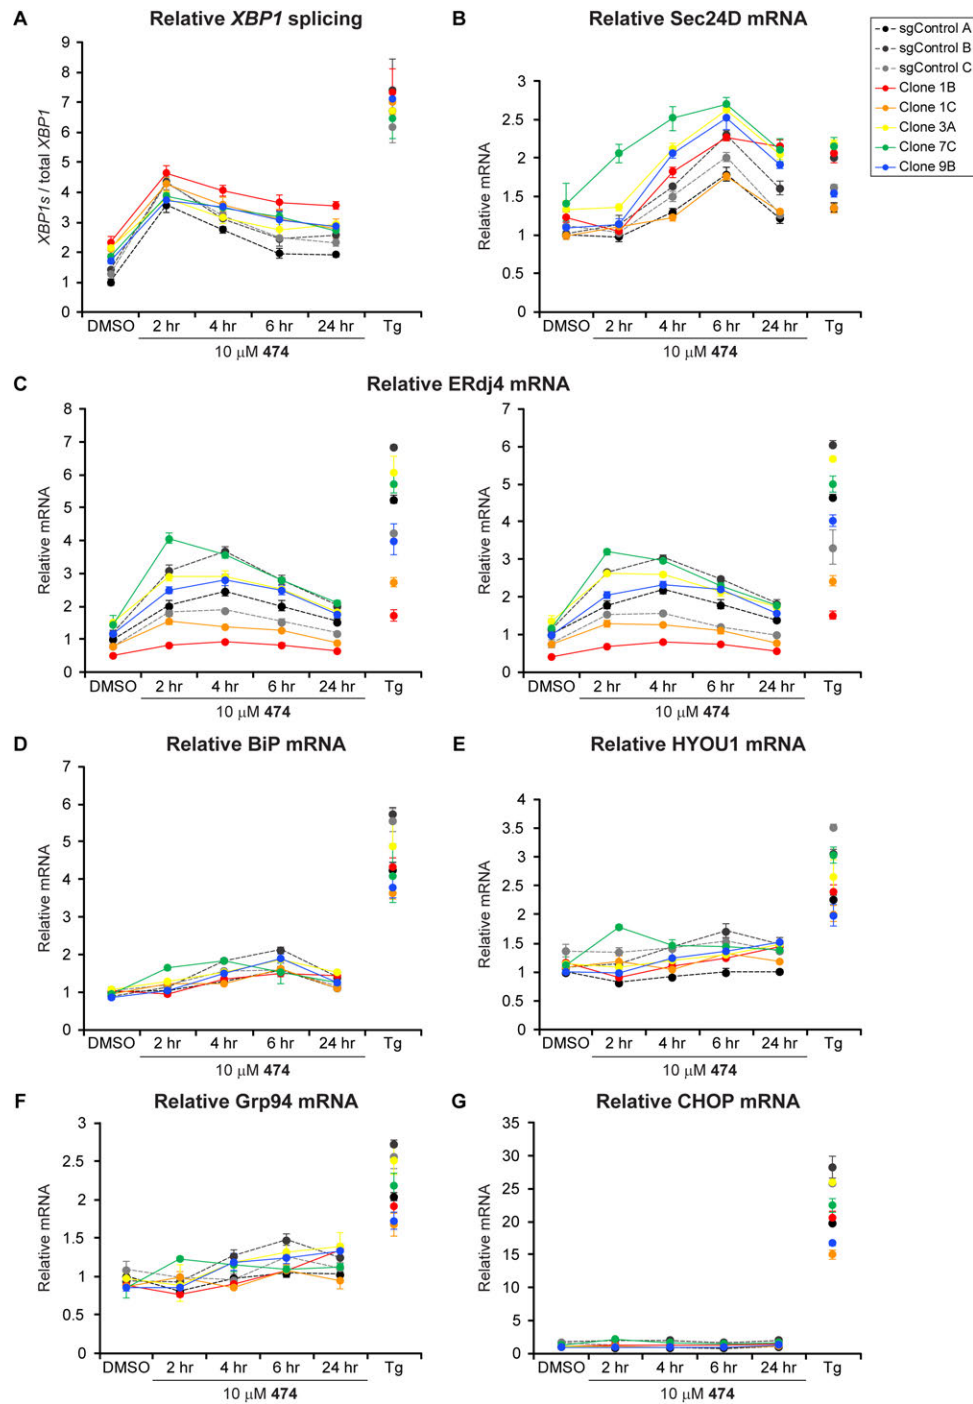 A
Relative XBP1 splicing
9
8
7
6
5
4
3
2
1
0
XBP1s / total XBP1
DMSO 2 hr 4 hr 6 hr 24 hr Tg
10 μM 474
B
Relative Sec24D mRNA
3
2.5
2
1.5
1
0.5
0
Relative mRNA
DMSO 2 hr 4 hr 6 hr 24 hr Tg
10 μM 474
sgControl A
sgControl B
sgControl C
Clone 1B
Clone 1C
Clone 3A
Clone 7C
Clone 9B
C
Relative ERdj4 mRNA
8
7
6
5
4
3
2
1
0
Relative mRNA
DMSO 2 hr 4 hr 6 hr 24 hr Tg
10 μM 474
7
6
5
4
3
2
1
0
Relative mRNA
DMSO 2 hr 4 hr 6 hr 24 hr Tg
10 μM 474
D
Relative BiP mRNA
7
6
5
4
3
2
1
0
Relative mRNA
DMSO 2 hr 4 hr 6 hr 24 hr Tg
10 μM 474
E
Relative HYOU1 mRNA
4
3.5
3
2.5
2
1.5
1
0.5
0
Relative mRNA
DMSO 2 hr 4 hr 6 hr 24 hr Tg
10 μM 474
F
Relative Grp94 mRNA
3
2.5
2
1.5
1
0.5
0
Relative mRNA
DMSO 2 hr 4 hr 6 hr 24 hr Tg
10 μM 474
G
Relative CHOP mRNA
35
30
25
20
15
10
5
0
Relative mRNA
DMSO 2 hr 4 hr 6 hr 24 hr Tg
10 μM 474